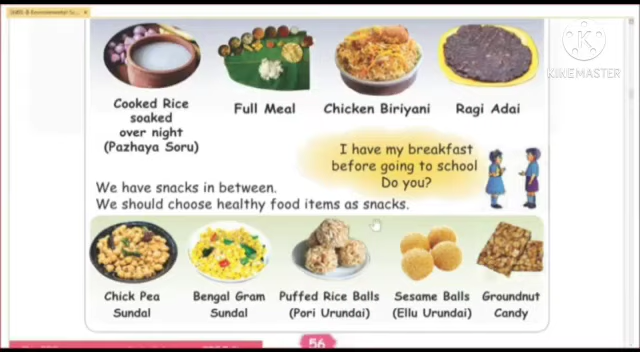 KINEMASTER
Cooked Rice
soaked
over night
(Pazhaya Soru)
Full Meal
Chicken Biriyani
Ragi Adai
I have my breakfast
before going to school
Do you?
We have snacks in between.
We should choose healthy food items as snacks.
Chick Pea
Sundal
Bengal Gram
Sundal
Puffed Rice Balls
(Pori Urundai)
Sesame Balls
(Ellu Urundai)
Groundnut
Candy
56